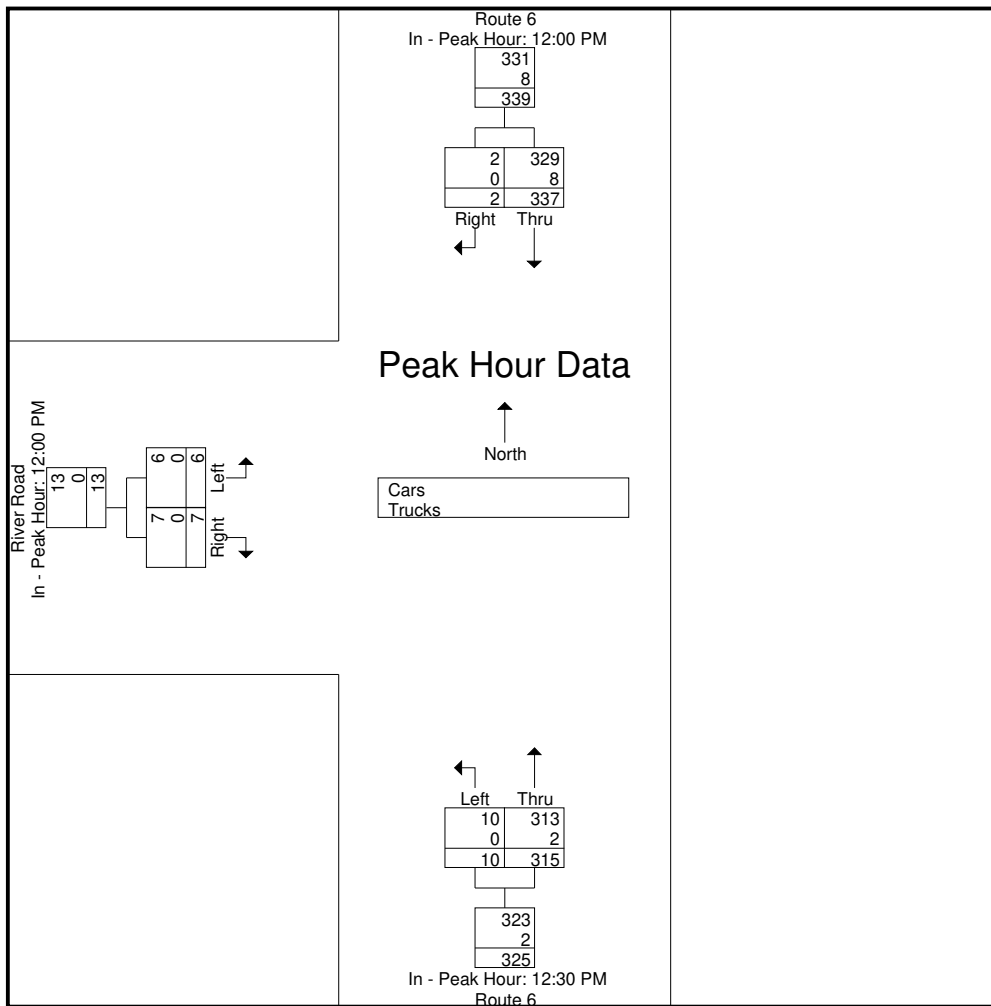 Route 6
In - Peak Hour: 12:00 PM
331
8
339
2 329
0 8
2 337
Right Thru
Peak Hour Data
North
Cars
Trucks
River Road
In - Peak Hour: 12:00 PM
13
0
13
7 6
0 0
7 6
Right Left
Left Thru
10 313
0 2
10 315
323
2
325
In - Peak Hour: 12:30 PM
Route 6